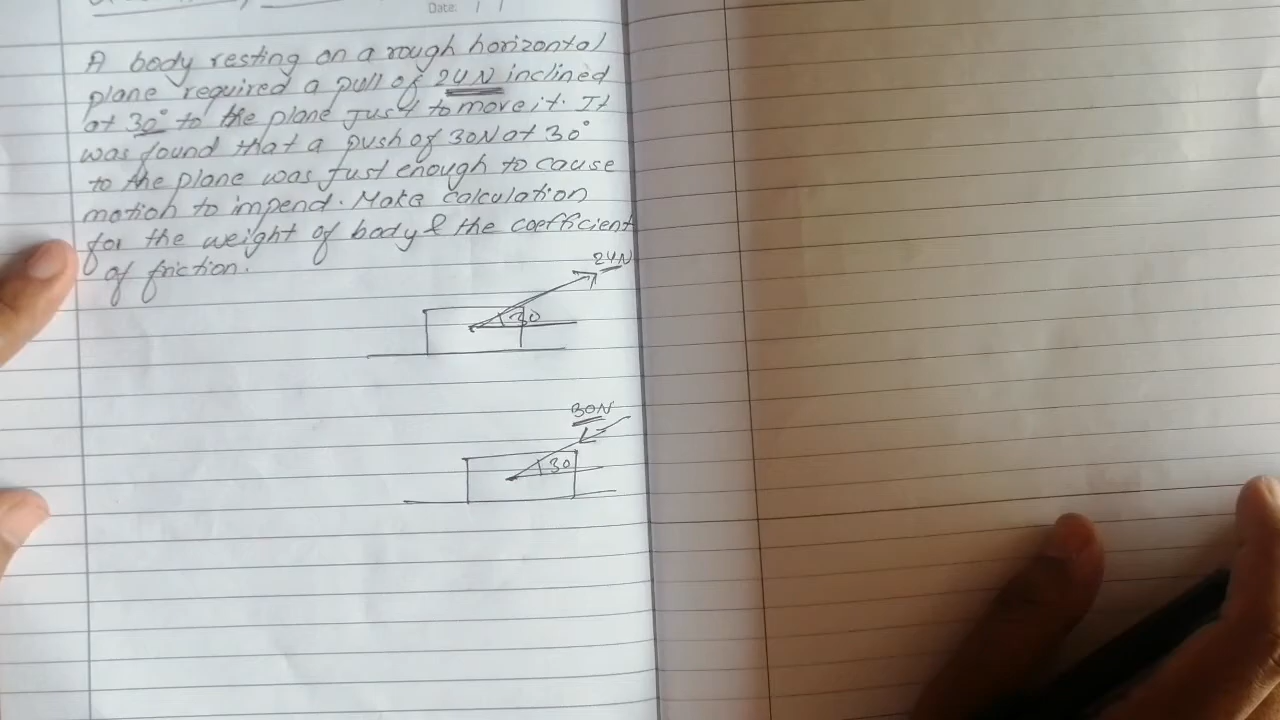 Date: / /
A body resting on a rough horizontal
plane required a pull of 24N inclined
at 30° to the plane Just to move it. It
was found that a push of 30N at 30°
to the plane was just enough to cause
motion to impend. Make calculation
for the weight of body & the coefficient
of friction.
24N
30
30N
30